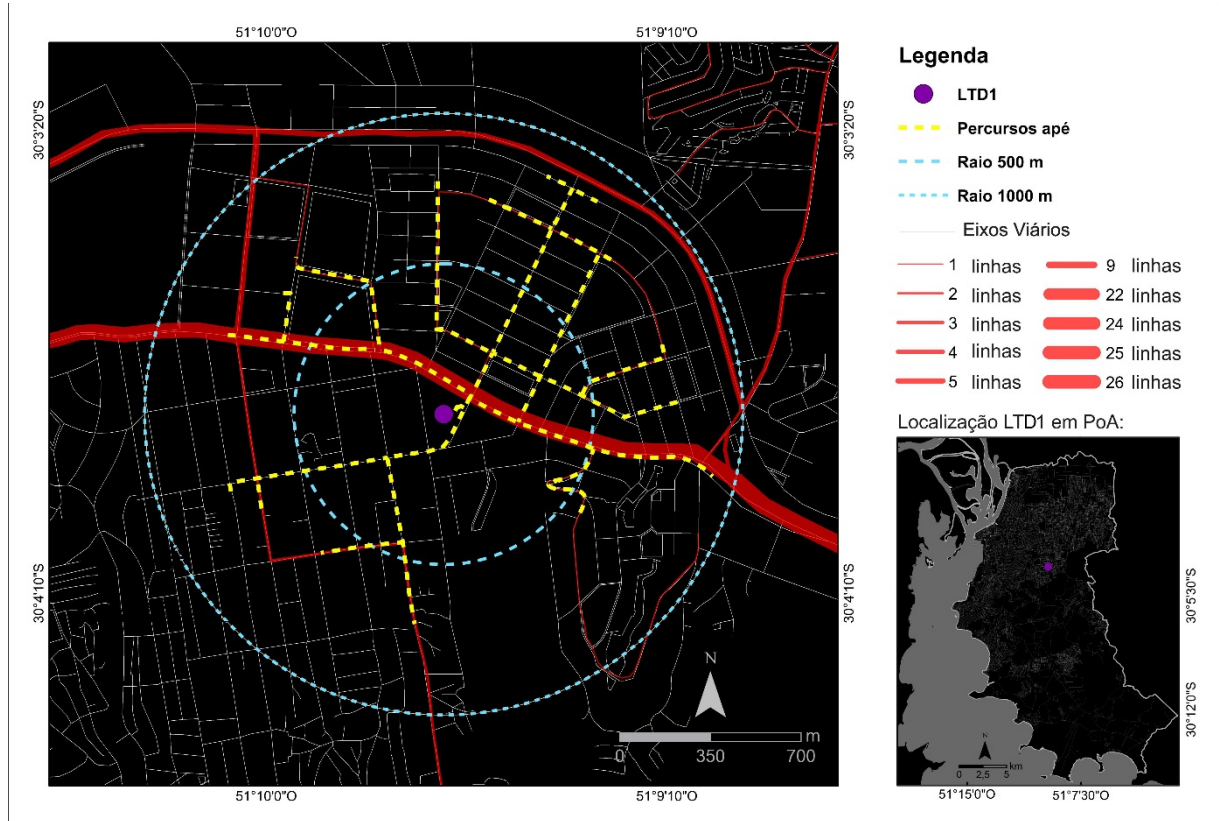 51°10'0"O
51°9'10"O
30°3'20"S
30°3'20"S
30°4'10"S
30°4'10"S
N
m
0
350
700
51°10'0"O
51°9'10"O
Legenda
LTD1
Percursos apé
Raio 500 m
Raio 1000 m
Eixos Viários
1 linhas
9 linhas
2 linhas
22 linhas
3 linhas
24 linhas
4 linhas
25 linhas
5 linhas
26 linhas
Localização LTD1 em PoA:
30°5'30"S
30°12'0"S
N
0 2,5 5 km
51°15'0"O
51°7'30"O